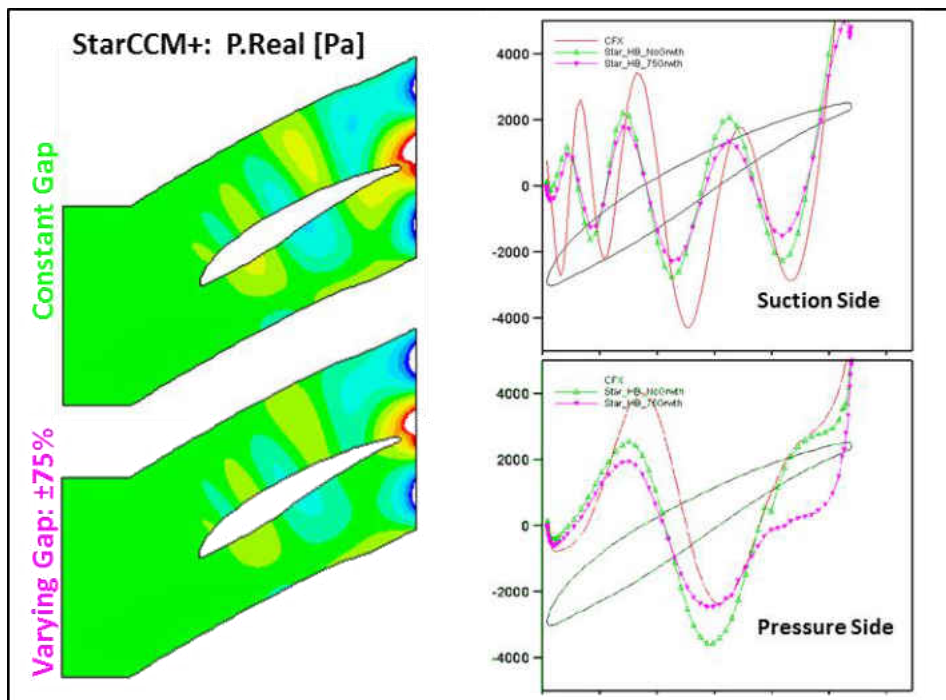 StarCCM+: P.Real [Pa]
Constant Gap
Varying Gap: ±75%
CFX
Star_HB_NoGrwth
Star_HB_75Grwth
4000
2000
0
-2000
-4000
Suction Side
CFX
Star_HB_NoGrwth
Star_HB_75Grwth
4000
2000
0
-2000
-4000
Pressure Side